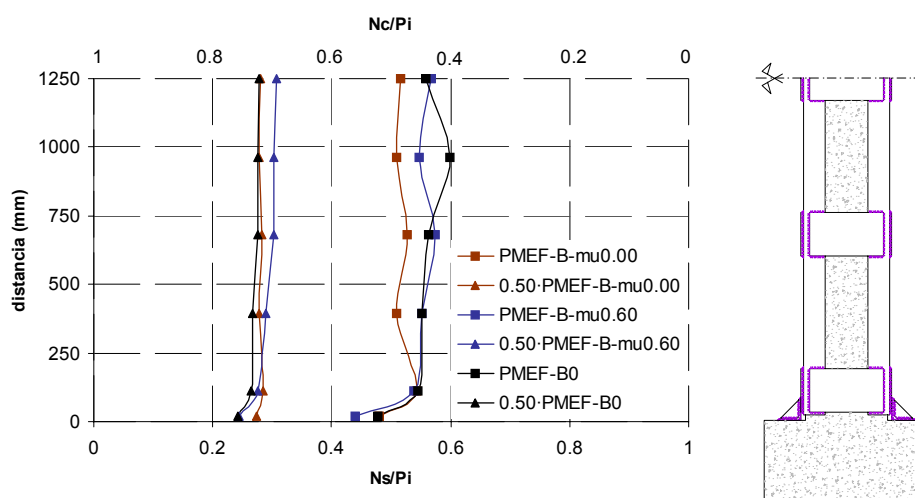 Nc/Pi
1 0.8 0.6 0.4 0.2 0
1250
1000
750
500
250
0
distancia (mm)
PMEF-B-mu0.00
0.50·PMEF-B-mu0.00
PMEF-B-mu0.60
0.50·PMEF-B-mu0.60
PMEF-B0
0.50·PMEF-B0
0 0.2 0.4 0.6 0.8 1
Ns/Pi